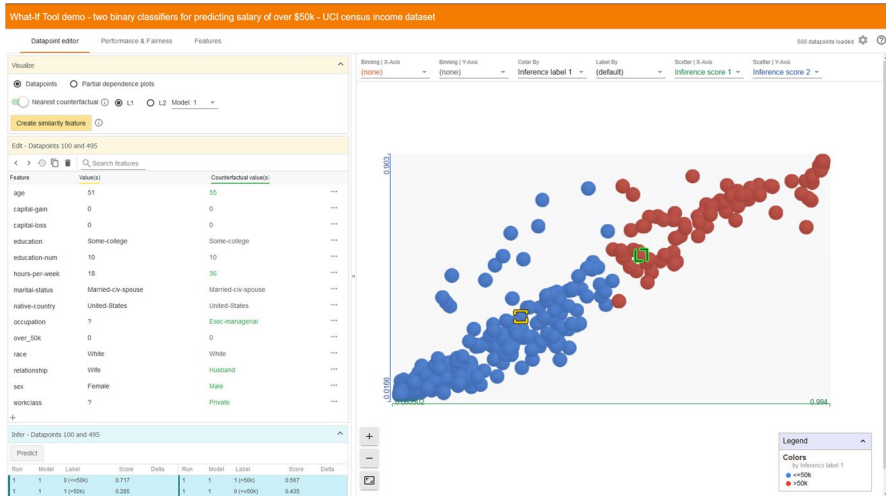 What-If Tool demo - two binary classifiers for predicting salary of over $50k - UCI census income dataset
Datapoint editor Performance & Fairness Features 500 datapoints loaded
Visualize
Datapoints Partial dependence plots
Nearest counterfactual L1 L2 Model: 1
Create similarity feature
Edit - Datapoints 100 and 495
Search features
Feature Value(s) Counterfactual value(s)
age 51 55
capital-gain 0 0
capital-loss 0 0
education Some-college Some-college
education-num 10 10
hours-per-week 18 36
marital-status Married-civ-spouse Married-civ-spouse
native-country United-States United-States
occupation ? Exec-managerial
over_50k 0 0
race White White
relationship Wife Husband
sex Female Male
workclass ? Private
Infer - Datapoints 100 and 495
Predict
Run Model Label Score Delta Run Model Label Score Delta
1 1 0 (<=50k) 0.717 1 1 1 (>50k) 0.567
1 1 1 (>50k) 0.285 1 1 0 (<=50k) 0.435
Binning | X-Axis Binning | Y-Axis Color By Label By Scatter | X-Axis Scatter | Y-Axis
(none) (none) Inference label 1 (default) Inference score 1 Inference score 2
0.903
0.0166
0.994
Legend
Colors
by Inference label 1
<=50k
>50k